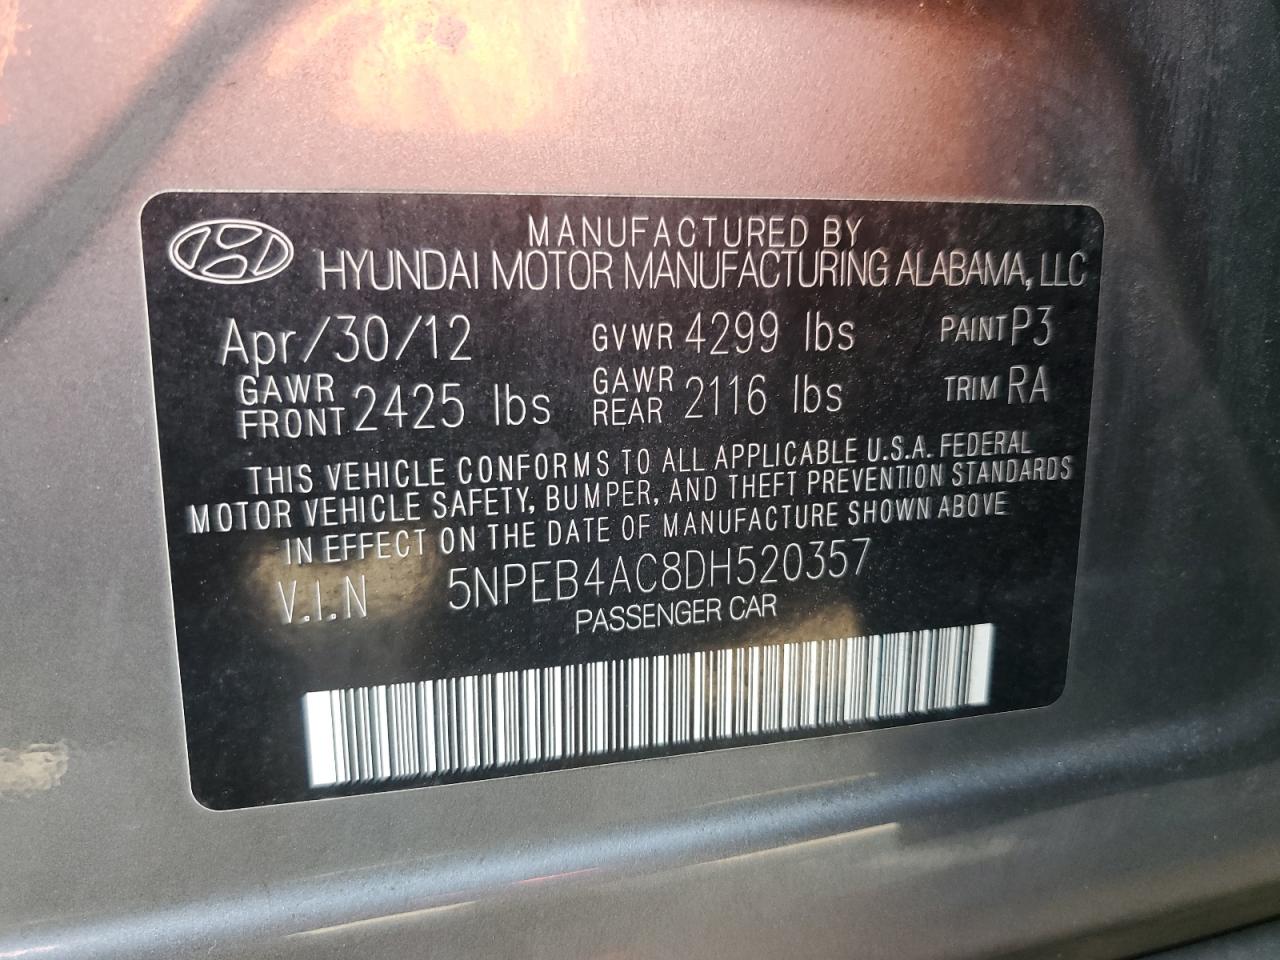 MANUFACTURED BY
HYUNDAI MOTOR MANUFACTURING ALABAMA, LLC
Apr/30/12 GVWR 4299 lbs PAINT P3
GAWR FRONT 2425 lbs GAWR REAR 2116 lbs TRIM RA
THIS VEHICLE CONFORMS TO ALL APPLICABLE U.S.A. FEDERAL
MOTOR VEHICLE SAFETY, BUMPER, AND THEFT PREVENTION STANDARDS
IN EFFECT ON THE DATE OF MANUFACTURE SHOWN ABOVE
V.I.N 5NPEB4AC8DH520357
PASSENGER CAR